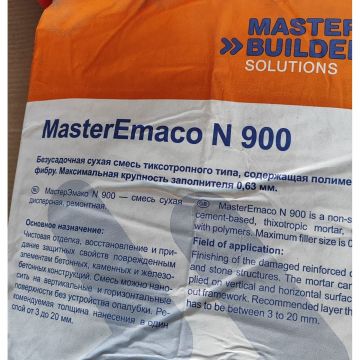 MASTER
BUILDER
SOLUTIONS
MasterEmaco N 900
Безусадочная сухая смесь тиксотропного типа, содержащая
фибру. Максимальная крупность заполнителя 0,63 мм.
МастерЭмако N 900 — смесь сухая
дисперсная, ремонтная.
Основное назначение:
Чистовая отделка, восстановление и при-
дание защитных свойств поврежденным
элементам бетонных, каменных и железо-
бетонных конструкций. Смесь можно нано-
сить на вертикальные и горизонтальные
поверхности без устройства опалубки. Ре-
комендуемая толщина нанесения в один
слой от 3 до 20 мм.
MasterEmaco N 900 is a non-s
cement-based, thixotropic mortar,
with polymers. Maximum filler size is 0
Field of application:
Finishing of the damaged reinforced
and stone structures. The mortar can
plied on vertical and horizontal surfac
out framework. Recommended layer th
has to be between 3 to 20 mm.